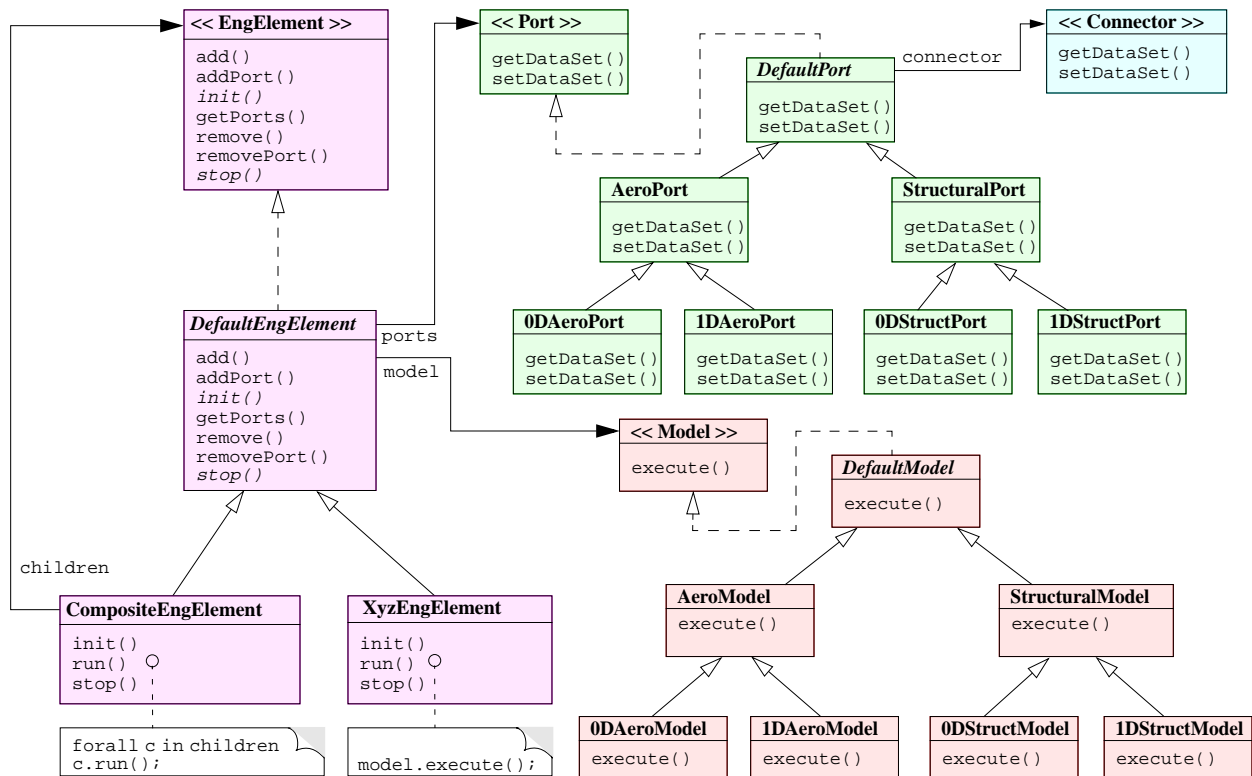 << EngElement >>
add()
addPort()
init()
getPorts()
remove()
removePort()
stop()
<< Port >>
getDataSet()
setDataSet()
DefaultPort
getDataSet()
setDataSet()
connector
<< Connector >>
getDataSet()
setDataSet()
AeroPort
getDataSet()
setDataSet()
StructuralPort
getDataSet()
setDataSet()
0DAeroPort
getDataSet()
setDataSet()
1DAeroPort
getDataSet()
setDataSet()
0DStructPort
getDataSet()
setDataSet()
1DStructPort
getDataSet()
setDataSet()
DefaultEngElement
add()
addPort()
init()
getPorts()
remove()
removePort()
stop()
ports
model
<< Model >>
execute()
DefaultModel
execute()
children
CompositeEngElement
init()
run()
stop()
XyzEngElement
init()
run()
stop()
AeroModel
execute()
StructuralModel
execute()
forall c in children
c.run();
model.execute();
0DAeroModel
execute()
1DAeroModel
execute()
0DStructModel
execute()
1DStructModel
execute()